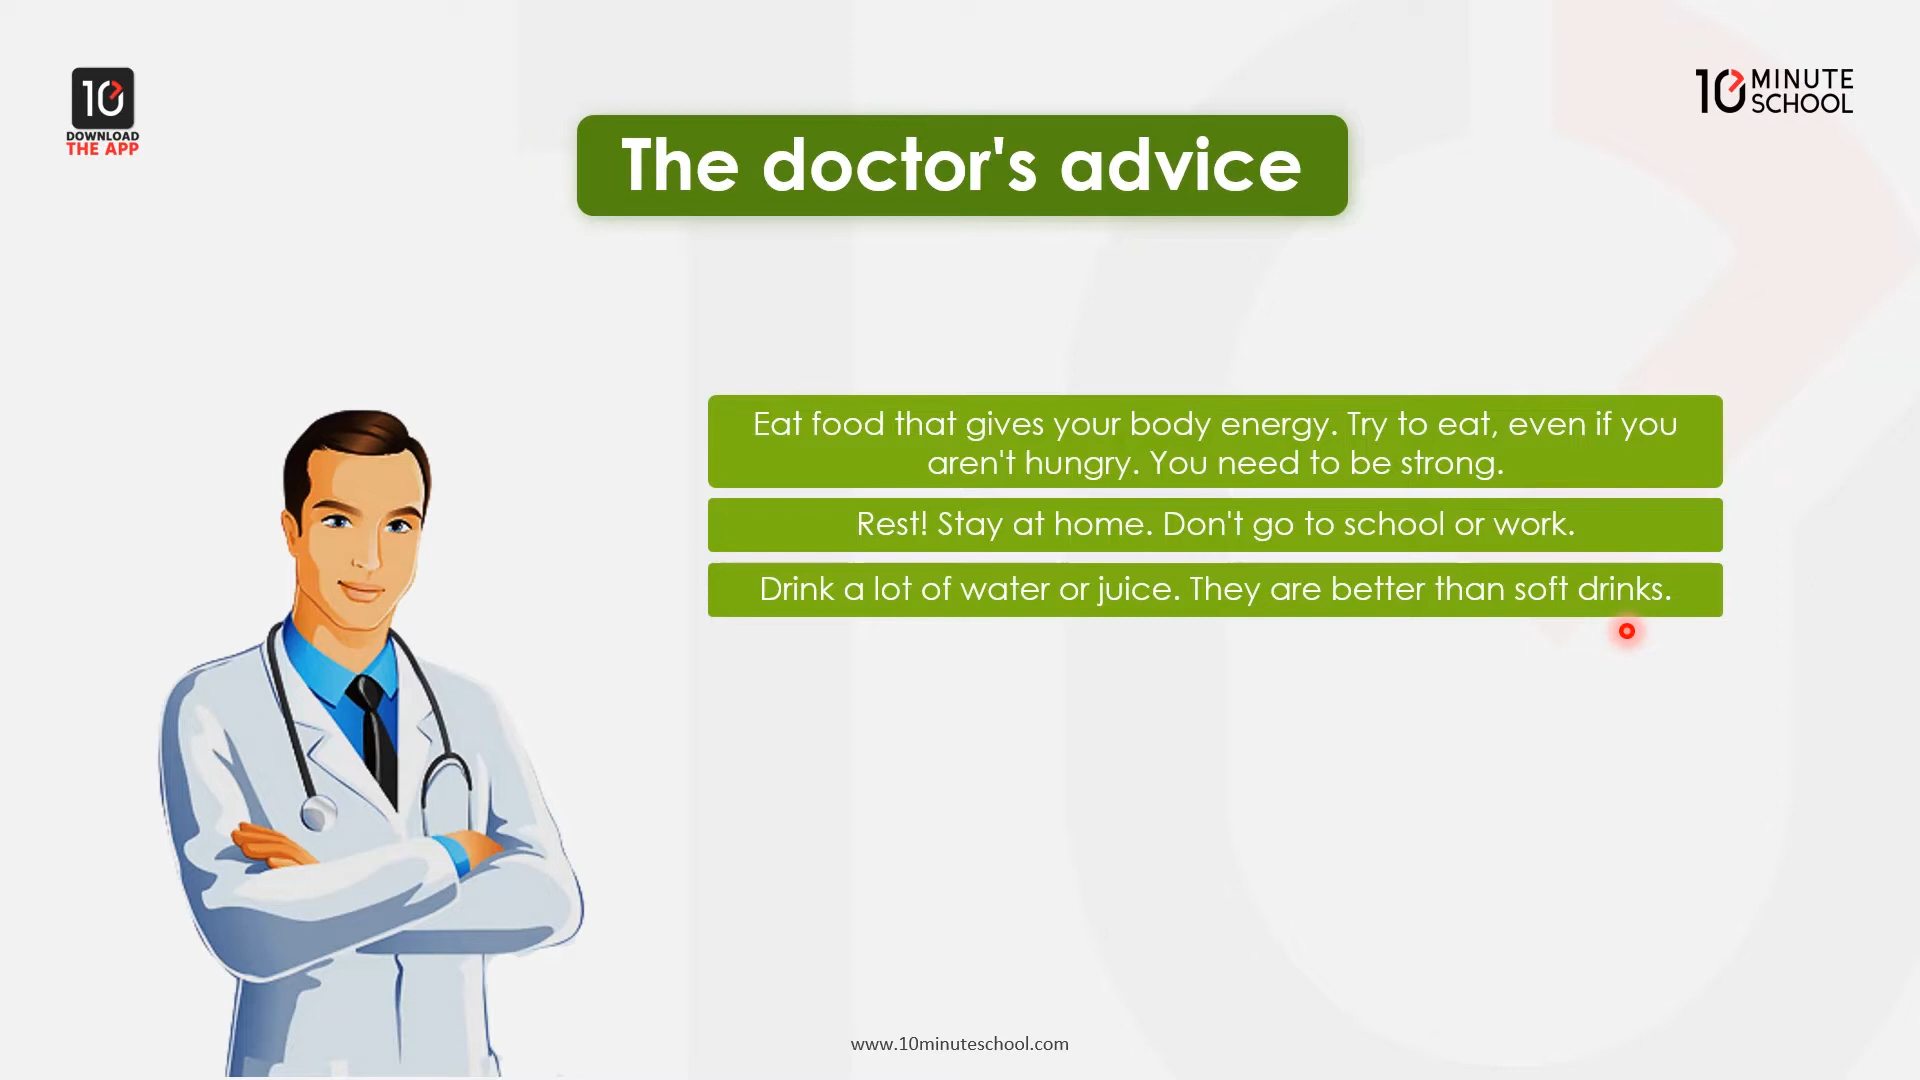 10
DOWNLOAD
THE APP
10 MINUTE
SCHOOL
The doctor's advice
Eat food that gives your body energy. Try to eat, even if you
aren't hungry. You need to be strong.
Rest! Stay at home. Don't go to school or work.
Drink a lot of water or juice. They are better than soft drinks.
www.10minuteschool.com